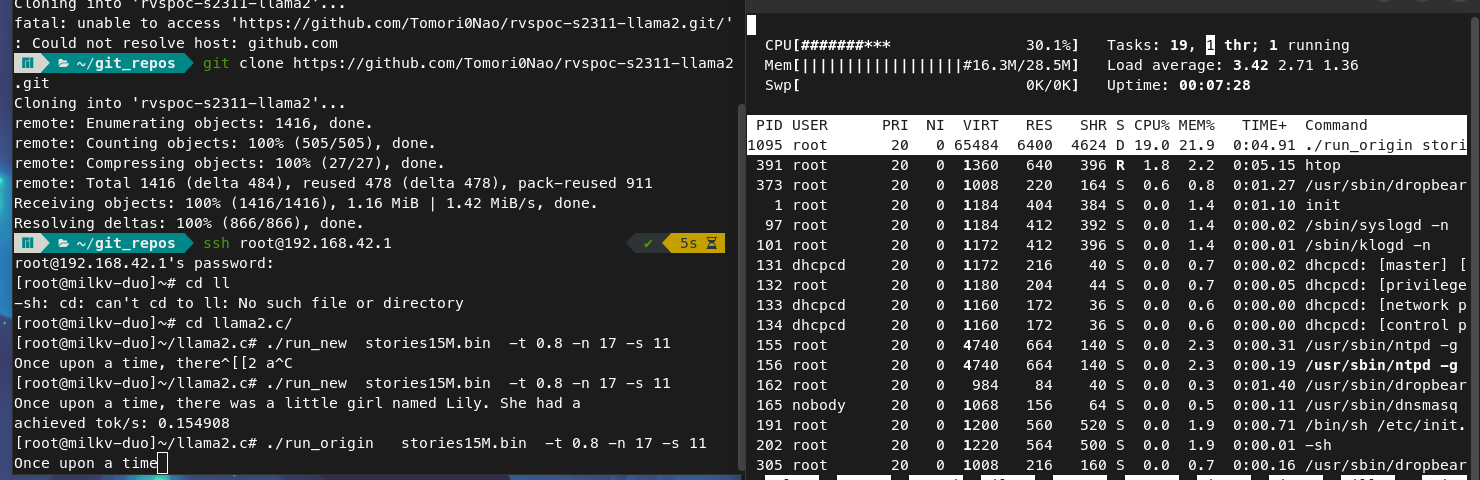 Cloning into 'rvspoc-s2311-llama2'...
fatal: unable to access 'https://github.com/Tomori0Nao/rvspoc-s2311-llama2.git/'
: Could not resolve host: github.com
~/git_repos git clone https://github.com/Tomori0Nao/rvspoc-s2311-llama2
.git
Cloning into 'rvspoc-s2311-llama2'...
remote: Enumerating objects: 1416, done.
remote: Counting objects: 100% (505/505), done.
remote: Compressing objects: 100% (27/27), done.
remote: Total 1416 (delta 484), reused 478 (delta 478), pack-reused 911
Receiving objects: 100% (1416/1416), 1.16 MiB | 1.42 MiB/s, done.
Resolving deltas: 100% (866/866), done.
~/git_repos ssh root@192.168.42.1 ✔ 5s
root@192.168.42.1's password:
[root@milkv-duo]~# cd ll
-sh: cd: can't cd to ll: No such file or directory
[root@milkv-duo]~# cd llama2.c/
[root@milkv-duo]~/llama2.c# ./run_new  stories15M.bin  -t 0.8 -n 17 -s 11
Once upon a time, there^[[2 a^C
[root@milkv-duo]~/llama2.c# ./run_new  stories15M.bin  -t 0.8 -n 17 -s 11
Once upon a time, there was a little girl named Lily. She had a
achieved tok/s: 0.154908
[root@milkv-duo]~/llama2.c# ./run_origin   stories15M.bin  -t 0.8 -n 17 -s 11
Once upon a time
CPU[#######*** 30.1%] Tasks: 19, 1 thr; 1 running
Mem[||||||||||||||||||#16.3M/28.5M] Load average: 3.42 2.71 1.36
Swp[ 0K/0K] Uptime: 00:07:28
PID USER PRI NI VIRT RES SHR S CPU% MEM% TIME+ Command
1095 root 20 0 65484 6400 4624 D 19.0 21.9 0:04.91 ./run_origin stori
391 root 20 0 1360 640 396 R 1.8 2.2 0:05.15 htop
373 root 20 0 1008 220 164 S 0.6 0.8 0:01.27 /usr/sbin/dropbear
1 root 20 0 1184 404 384 S 0.0 1.4 0:01.10 init
97 root 20 0 1184 412 392 S 0.0 1.4 0:00.02 /sbin/syslogd -n
101 root 20 0 1172 412 396 S 0.0 1.4 0:00.01 /sbin/klogd -n
131 dhcpcd 20 0 1172 216 40 S 0.0 0.7 0:00.02 dhcpcd: [master] [
132 root 20 0 1180 204 44 S 0.0 0.7 0:00.05 dhcpcd: [privilege
133 dhcpcd 20 0 1160 172 36 S 0.0 0.6 0:00.00 dhcpcd: [network p
134 dhcpcd 20 0 1160 172 36 S 0.0 0.6 0:00.00 dhcpcd: [control p
155 root 20 0 4740 664 140 S 0.0 2.3 0:00.31 /usr/sbin/ntpd -g
156 root 20 0 4740 664 140 S 0.0 2.3 0:00.19 /usr/sbin/ntpd -g
162 root 20 0 984 84 40 S 0.0 0.3 0:01.40 /usr/sbin/dropbear
165 nobody 20 0 1068 156 64 S 0.0 0.5 0:00.11 /usr/sbin/dnsmasq
191 root 20 0 1200 560 520 S 0.0 1.9 0:00.71 /bin/sh /etc/init.
202 root 20 0 1220 564 500 S 0.0 1.9 0:00.01 -sh
305 root 20 0 1008 216 160 S 0.0 0.7 0:00.16 /usr/sbin/dropbear